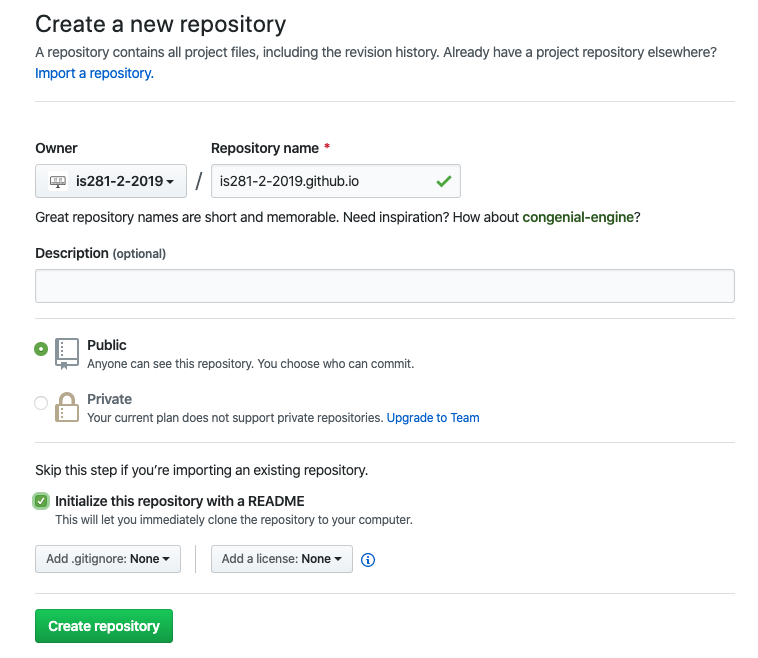 Create a new repository
A repository contains all project files, including the revision history. Already have a project repository elsewhere?
Import a repository.
Owner
Repository name *
is281-2-2019
/
is281-2-2019.github.io
Great repository names are short and memorable. Need inspiration? How about congenial-engine?
Description (optional)
Public
Anyone can see this repository. You choose who can commit.
Private
Your current plan does not support private repositories. Upgrade to Team
Skip this step if you’re importing an existing repository.
Initialize this repository with a README
This will let you immediately clone the repository to your computer.
Add .gitignore: None
Add a license: None
Create repository